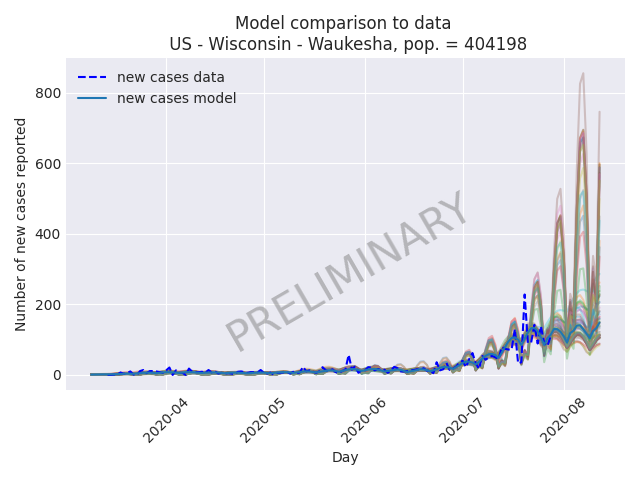 Model comparison to data
US - Wisconsin - Waukesha, pop. = 404198
new cases data
new cases model
Number of new cases reported
800
600
400
200
0
PRELIMINARY
2020-04
2020-05
2020-06
2020-07
2020-08
Day